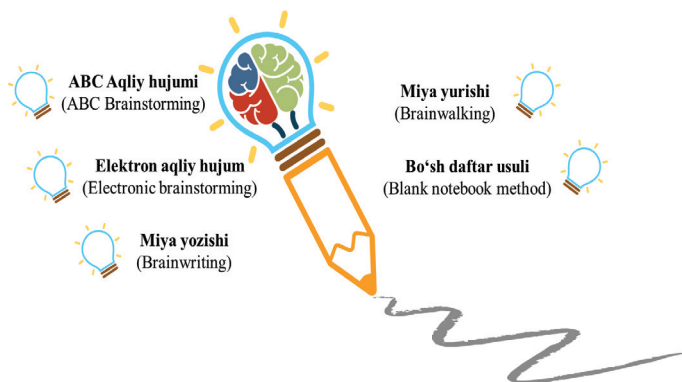 ABC Aqliy hujumi
(ABC Brainstorming)
Elektron aqliy hujum
(Electronic brainstorming)
Miya yozishi
(Brainwriting)
Miya yurishi
(Brainwalking)
Bo‘sh daftar usuli
(Blank notebook method)